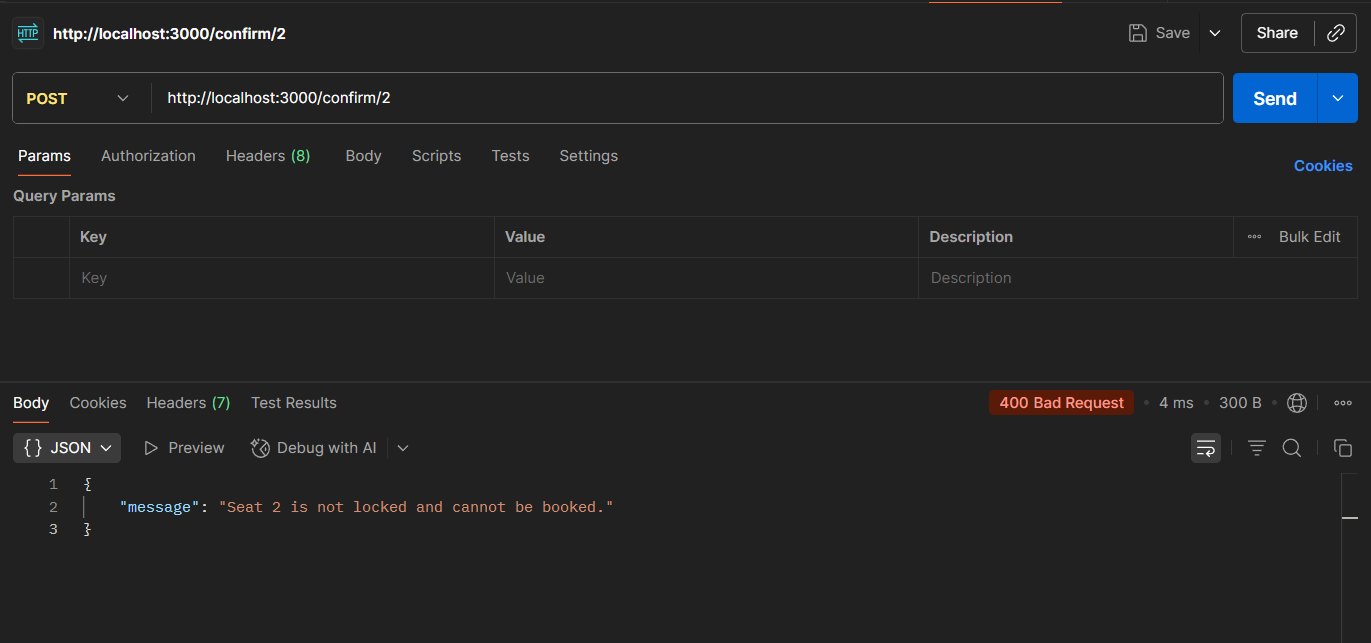 HTTP http://localhost:3000/confirm/2 Save Share
POST http://localhost:3000/confirm/2 Send
Params Authorization Headers (8) Body Scripts Tests Settings Cookies
Query Params
Key Value Description Bulk Edit
Key Value Description
Body Cookies Headers (7) Test Results 400 Bad Request • 4 ms • 300 B •
{} JSON Preview Debug with AI
1 {
2 "message": "Seat 2 is not locked and cannot be booked."
3 }